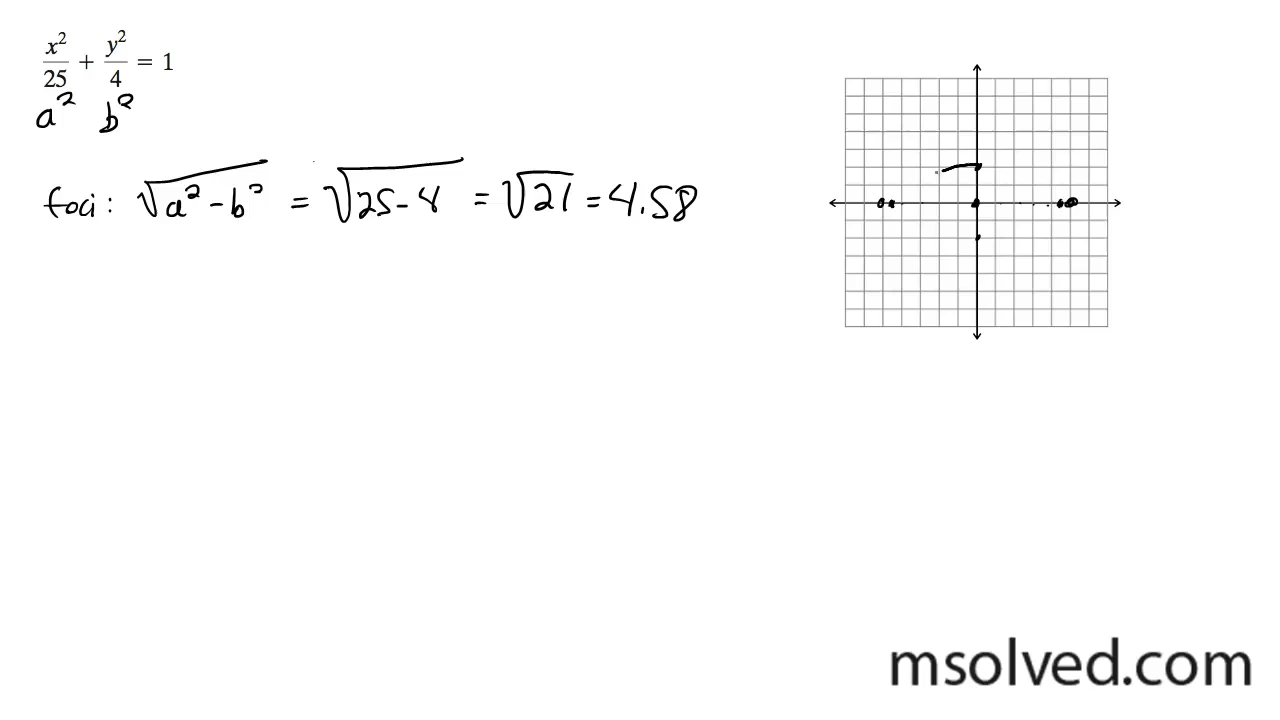 x²/25 + y²/4 = 1
a² b²
foci: √(a²-b²) = √(25-4) = √21 = 4.58
msolved.com